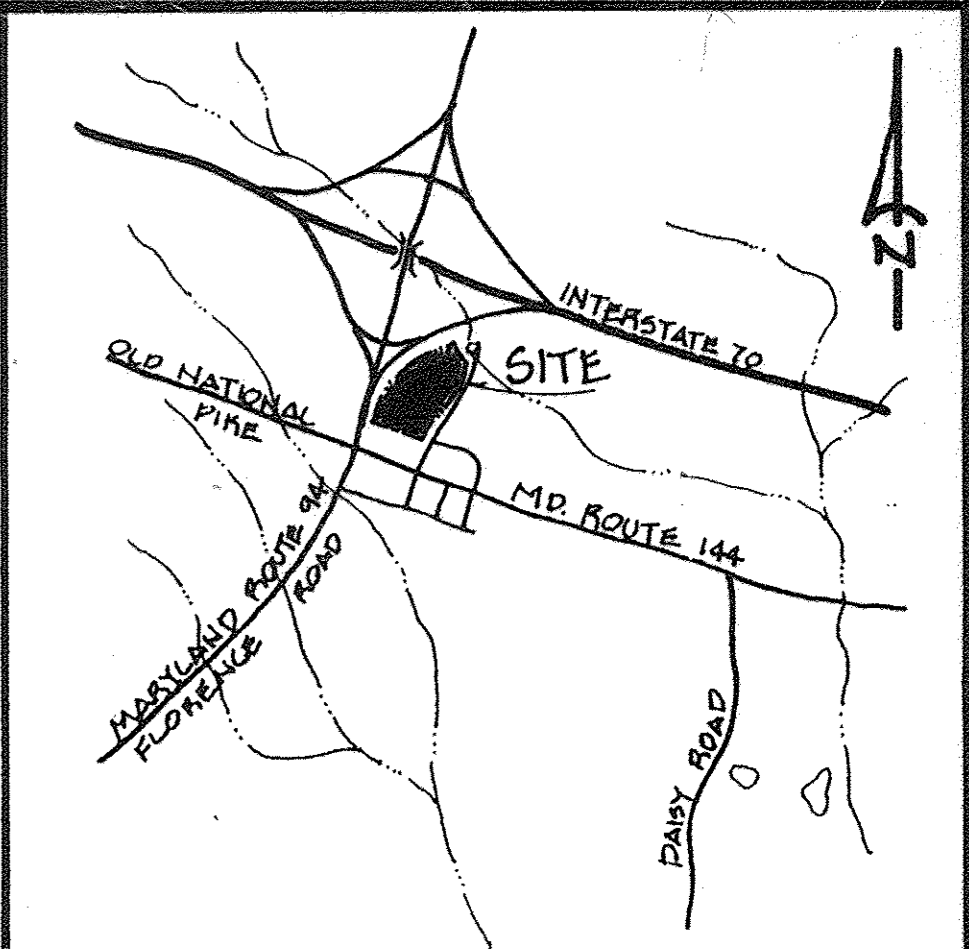 N
INTERSTATE 70
SITE
OLD NATIONAL
PIKE
MD. ROUTE 144
MARYLAND ROUTE 94
FLORENCE ROAD
DAISY ROAD